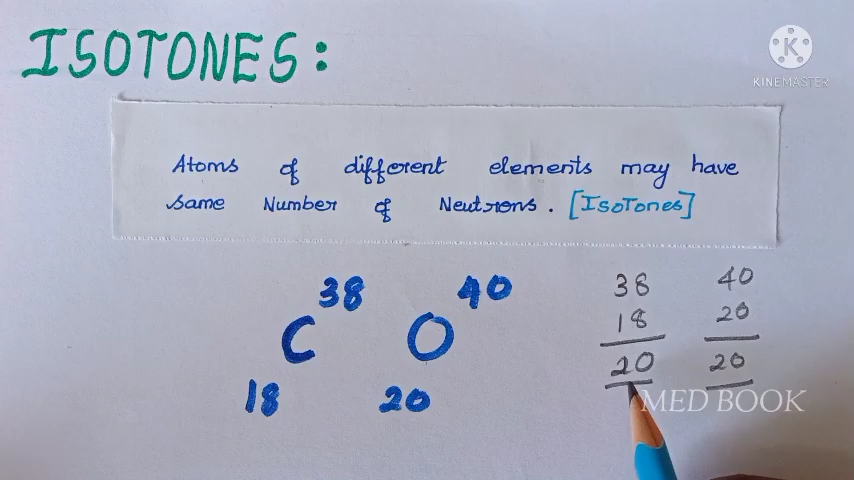 ISOTONES:
K
KINEMASTER
Atoms of different elements may have
same Number of Neutrons. [IsoTones]
38 40
C O
18 20
38 40
18 20
20 20
MED BOOK